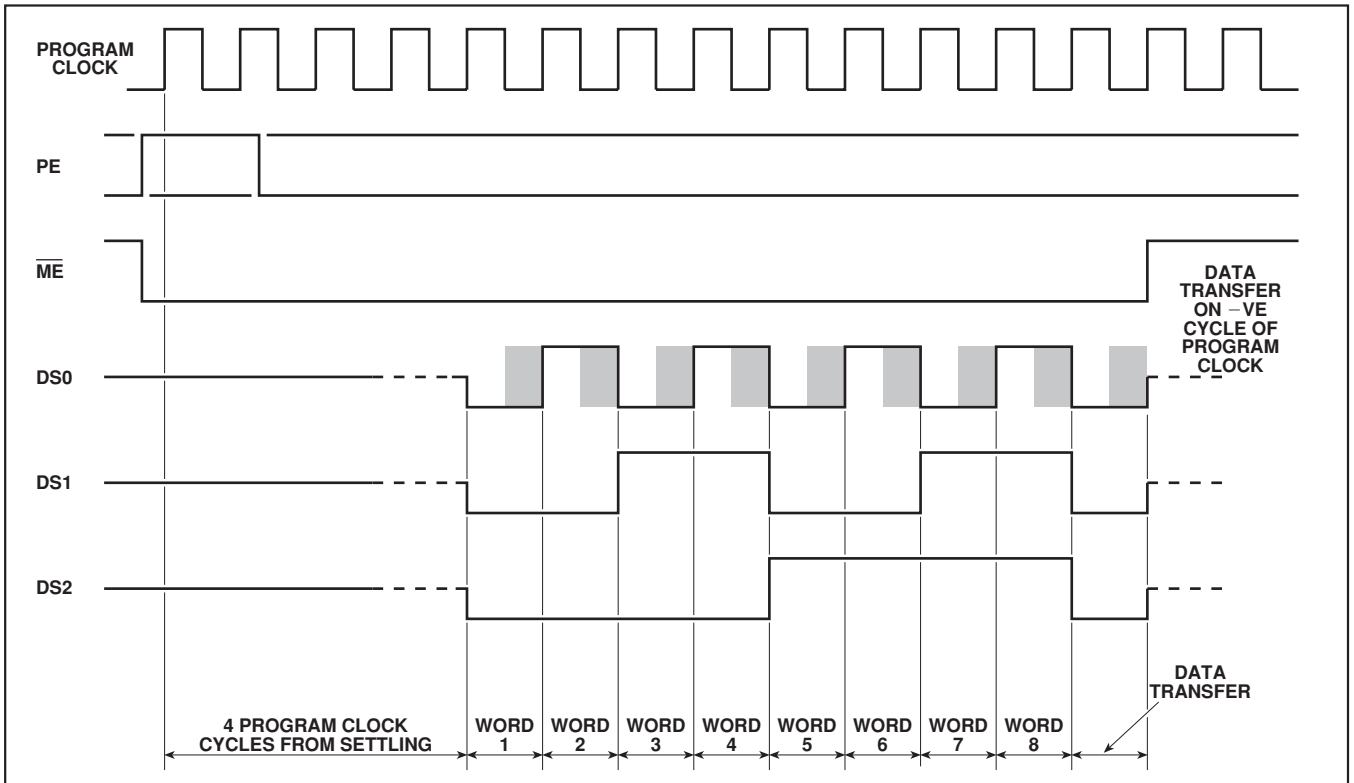 PROGRAM
CLOCK
PE
ME
DATA
TRANSFER
ON −VE
CYCLE OF
PROGRAM
CLOCK
DS0
DS1
DS2
DATA
TRANSFER
4 PROGRAM CLOCK
CYCLES FROM SETTLING
WORD
1
WORD
2
WORD
3
WORD
4
WORD
5
WORD
6
WORD
7
WORD
8